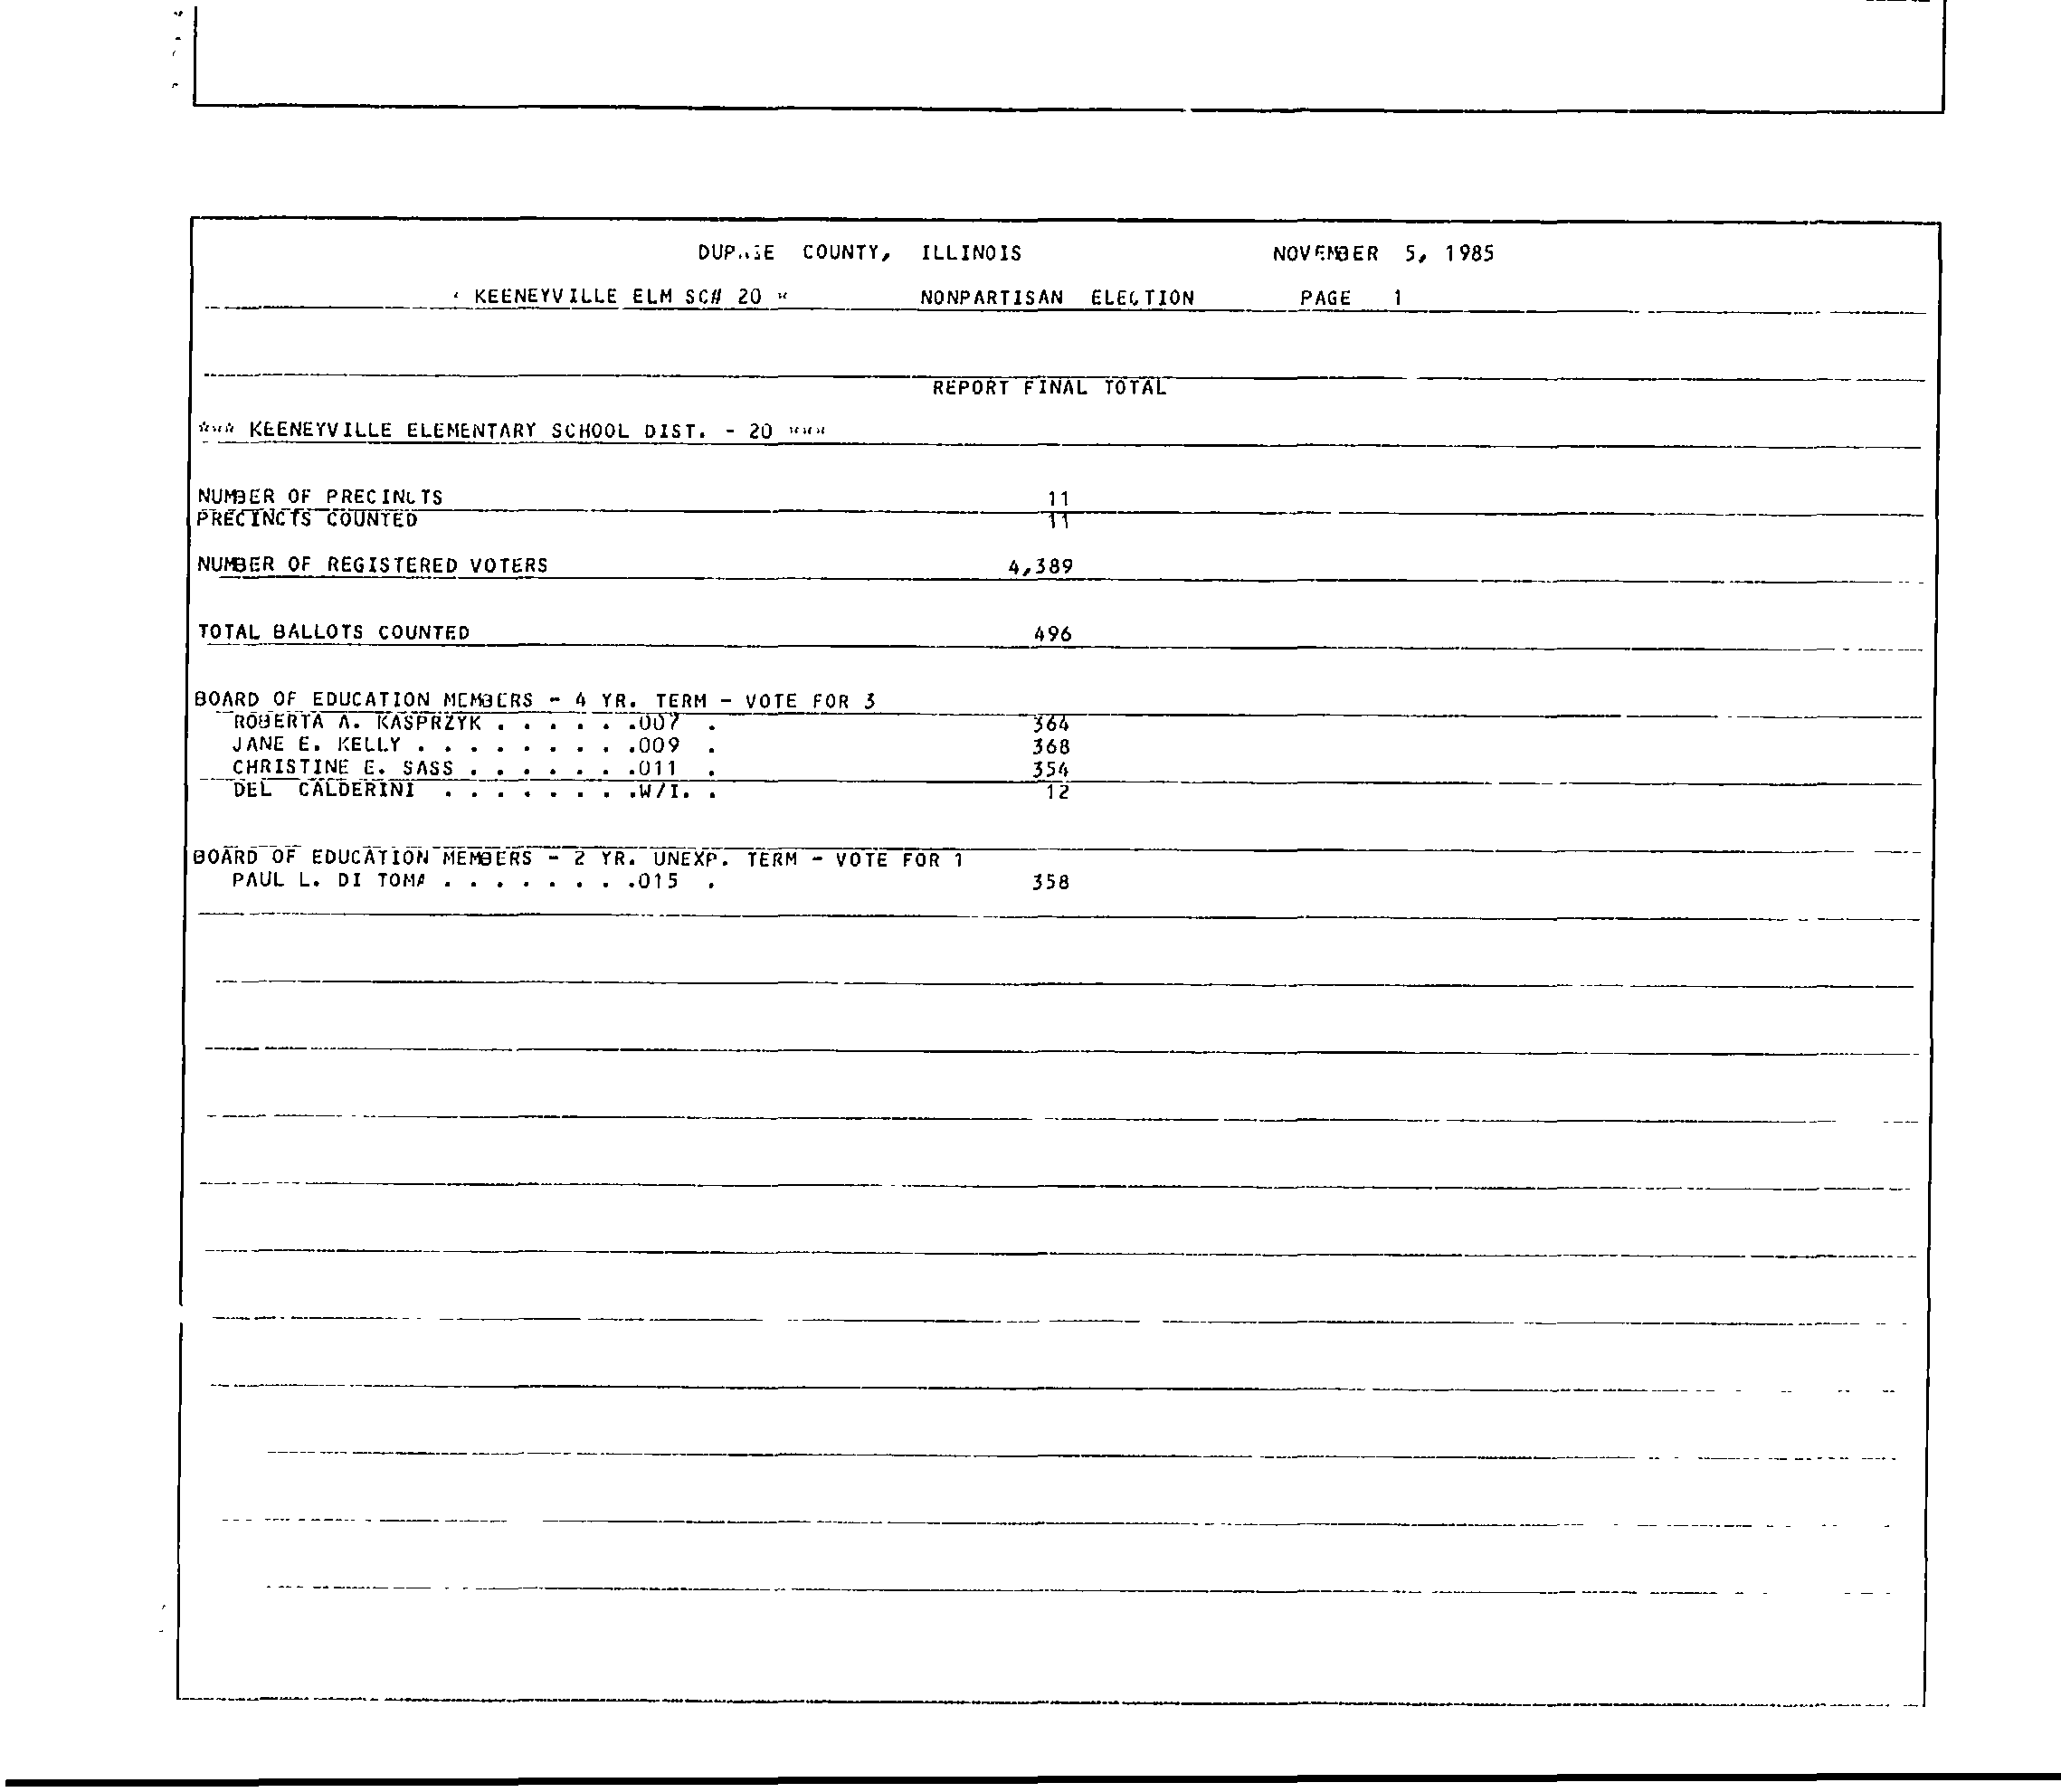 COUNTY, ILLINOIS NOVEMBER 5, 1985
KEENEYVILLE ELM SC# 20 * NONPARTISAN ELECTION PAGE 1
REPORT FINAL TOTAL
*** KEENEYVILLE ELEMENTARY SCHOOL DIST. - 20 ***
NUMBER OF PRECINCTS 11
PRECINCTS COUNTED 11
NUMBER OF REGISTERED VOTERS 4,389
TOTAL BALLOTS COUNTED 496
BOARD OF EDUCATION MEMBERS - 4 YR. TERM - VOTE FOR 3
ROBERTA A. KASPRZYK . . . . . .007 . 364
JANE E. KELLY . . . . . . . . .009 . 368
CHRISTINE E. SASS . . . . . . .011 . 354
DEL CALDERINI . . . . . . . .W/I. . 12
BOARD OF EDUCATION MEMBERS - 2 YR. UNEXP. TERM - VOTE FOR 1
PAUL L. DI TOMA . . . . . . . .015 . 358